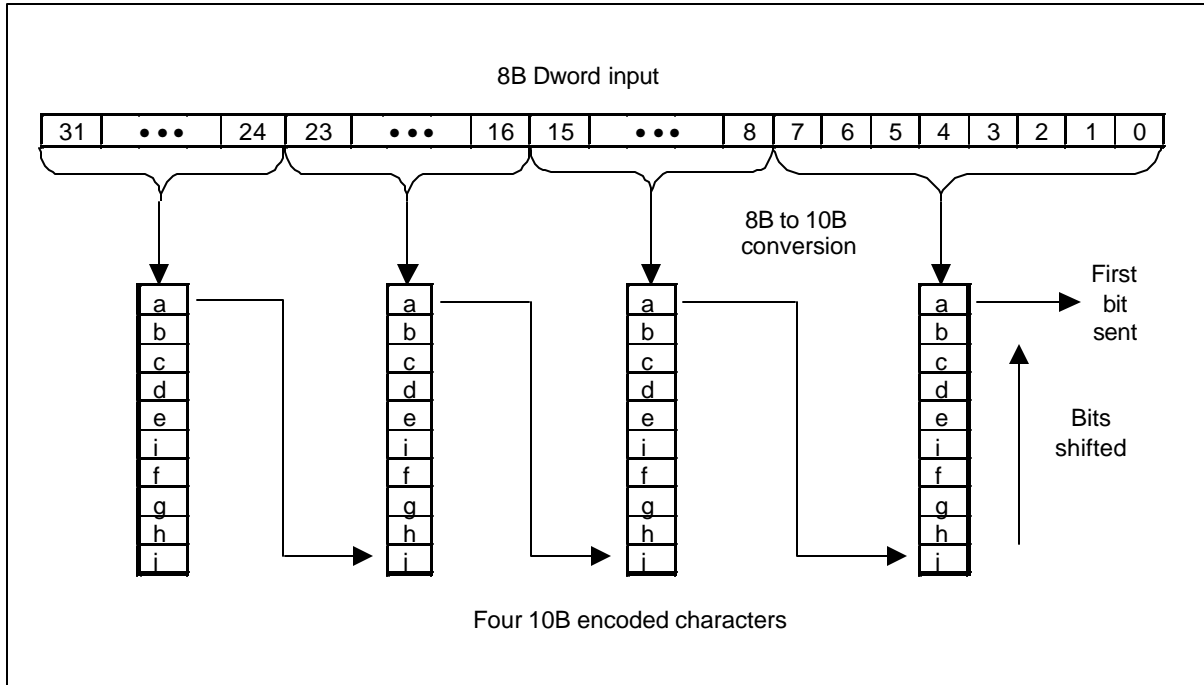 8B Dword input
31 ••• 24 23 ••• 16 15 ••• 8 7 6 5 4 3 2 1 0
8B to 10B
conversion
a a a a
b b b b
c c c c
d d d d
e e e e
i i i i
f f f f
g g g g
h h h h
j j j j
First
bit
sent
Bits
shifted
Four 10B encoded characters